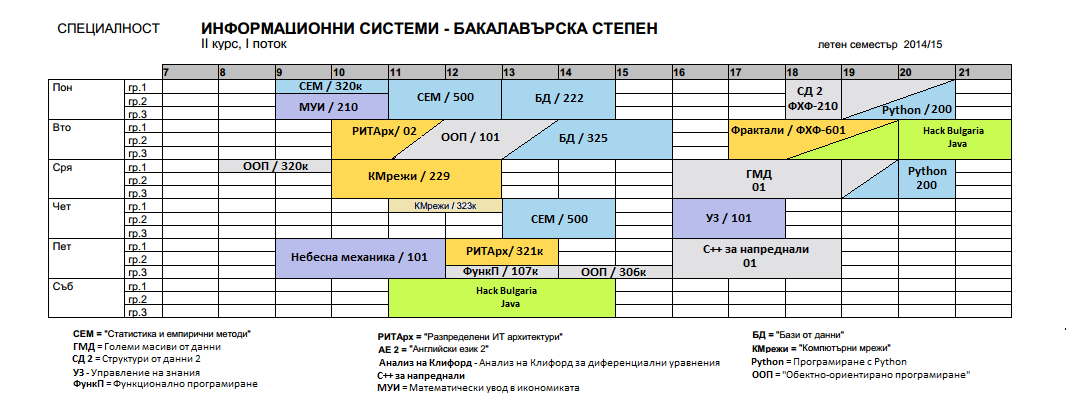 СПЕЦИАЛНОСТ ИНФОРМАЦИОННИ СИСТЕМИ - БАКАЛАВЪРСКА СТЕПЕН
II курс, I поток летен семестър 2014/15
7 8 9 10 11 12 13 14 15 16 17 18 19 20 21
Пон гр.1 СЕМ / 320к
гр.2 МУИ / 210 СЕМ / 500 БД / 222 СД 2 ФХФ-210
гр.3 Python / 200
Вто гр.1 РИТАрх/ 02 Фрактали / ФХФ-601 Hack Bulgaria
гр.2 ООП / 101 БД / 325 Java
гр.3
Сря гр.1 ООП / 320к Python
гр.2 КМрежи / 229 ГМД 200
гр.3 01
Чет гр.1 КМрежи / 323к
гр.2 СЕМ / 500 УЗ / 101
гр.3
Пет гр.1 РИТАрх/ 321к C++ за напреднали
гр.2 Небесна механика / 101 01
гр.3 ФункП / 107к ООП / 306к
Съб гр.1 Hack Bulgaria
гр.2 Java
гр.3
СЕМ = "Статистика и емпирични методи"
ГМД = Големи масиви от данни
СД 2 = Структури от данни 2
УЗ - Управление на знания
ФункП = Функционално програмиране
РИТАрх = "Разпределени ИТ архитектури"
АЕ 2 = "Английски език 2"
Анализ на Клифорд - Анализ на Клифорд за диференциални уравнения
C++ за напреднали
МУИ = Математически увод в икономиката
БД = "Бази от данни"
КМрежи = "Компютърни мрежи"
Python = Програмиране с Python
ООП = "Обектно-ориентирано програмиране"